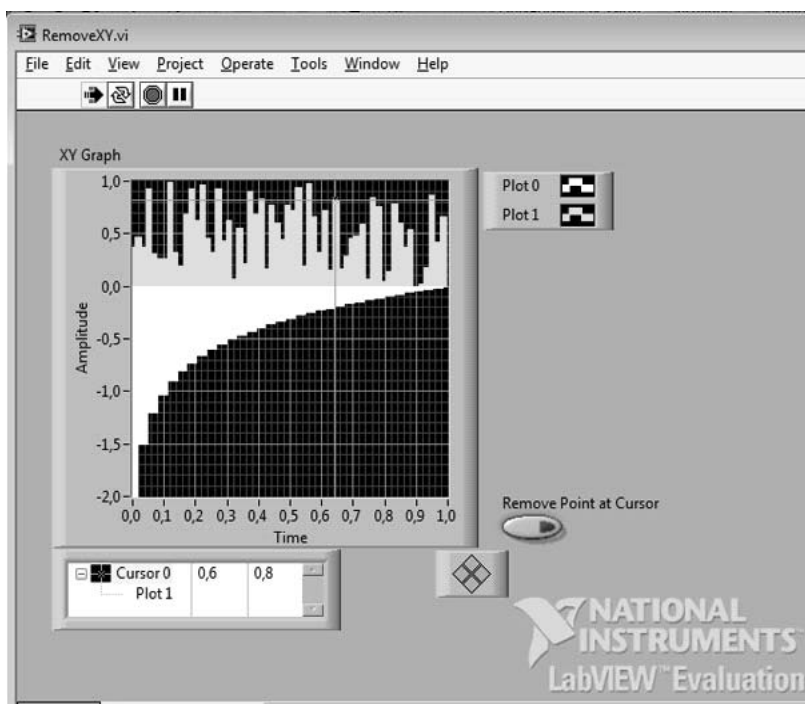 RemoveXY.vi
File Edit View Project Operate Tools Window Help
XY Graph
1,0
0,5
0,0
-0,5
-1,0
-1,5
-2,0
Amplitude
0,0 0,1 0,2 0,3 0,4 0,5 0,6 0,7 0,8 0,9 1,0
Time
Plot 0
Plot 1
Remove Point at Cursor
Cursor 0 0,6 0,8
Plot 1
NATIONAL
INSTRUMENTS™
LabVIEW™ Evaluation